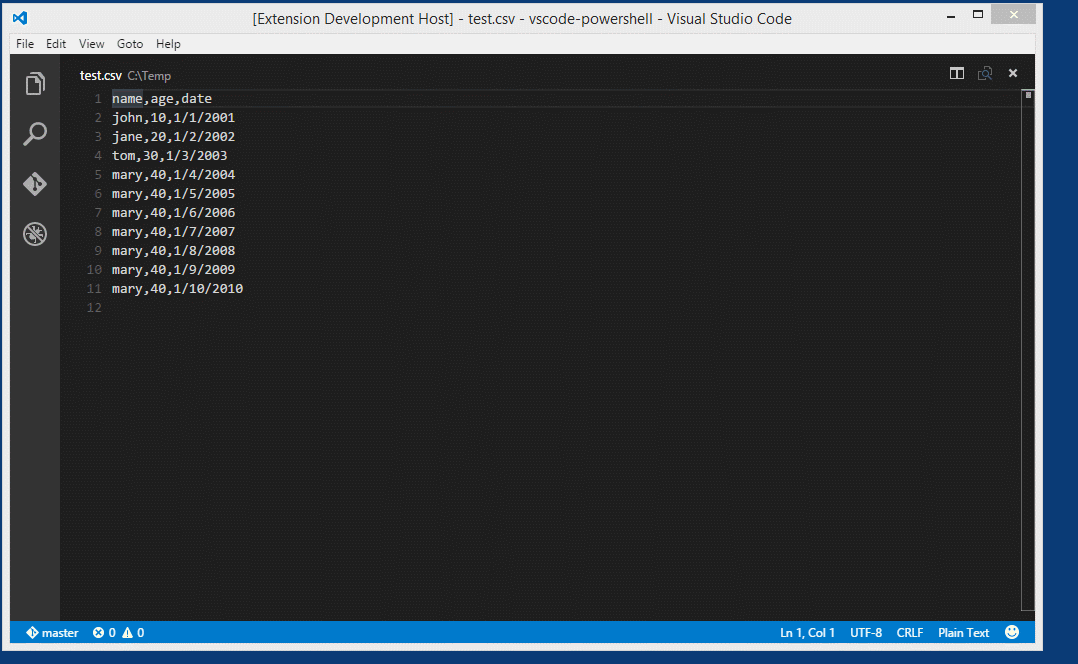 [Extension Development Host] - test.csv - vscode-powershell - Visual Studio Code
File Edit View Goto Help
test.csv C:\Temp
1 name,age,date
2 john,10,1/1/2001
3 jane,20,1/2/2002
4 tom,30,1/3/2003
5 mary,40,1/4/2004
6 mary,40,1/5/2005
7 mary,40,1/6/2006
8 mary,40,1/7/2007
9 mary,40,1/8/2008
10 mary,40,1/9/2009
11 mary,40,1/10/2010
12
master 0 0 Ln 1, Col 1 UTF-8 CRLF Plain Text